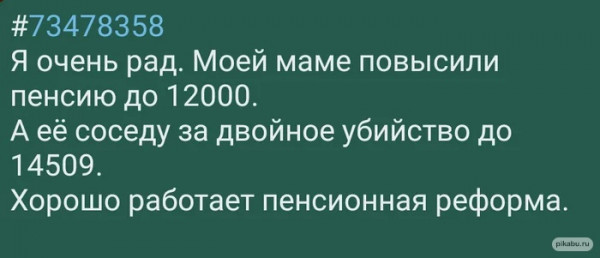 #73478358
Я очень рад. Моей маме повысили
пенсию до 12000.
А её соседу за двойное убийство до
14509.
Хорошо работает пенсионная реформа.
pikabu.ru